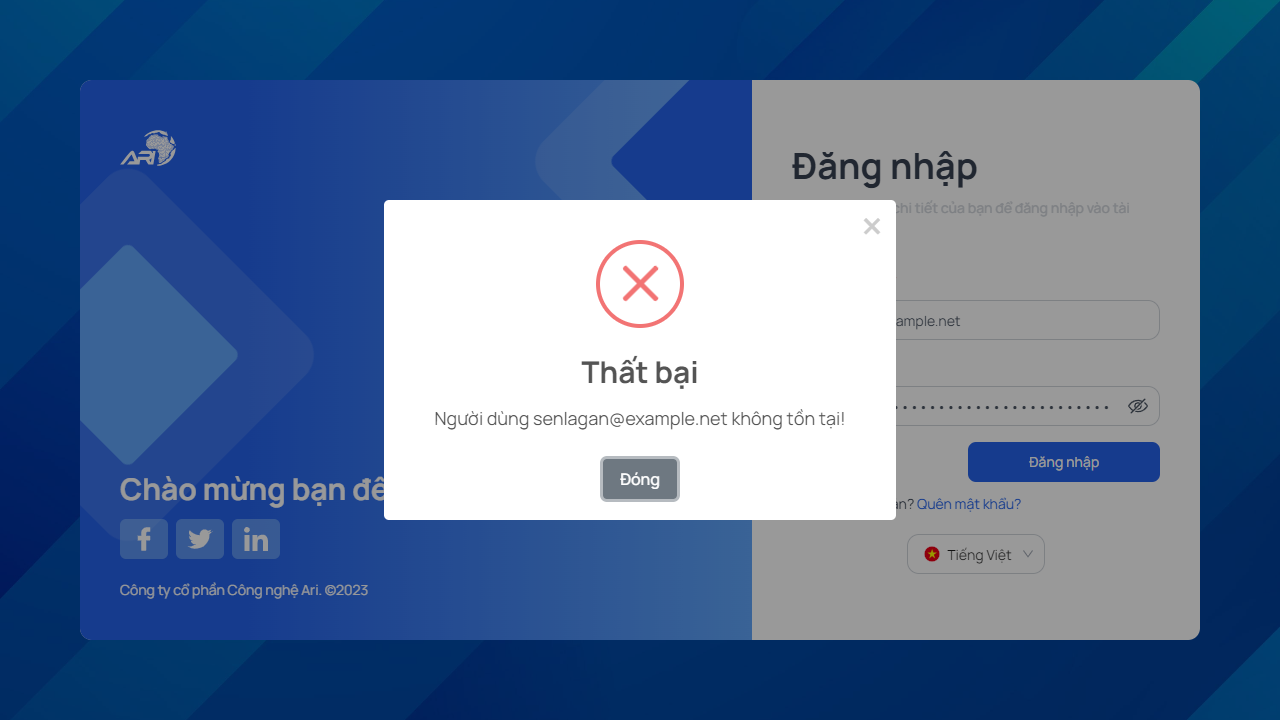 ARI
Chào mừng bạn đế
Công ty cổ phần Công nghệ Ari. ©2023
Đăng nhập
chi tiết của bạn để đăng nhập vào tài
ample.net
Đăng nhập
Quên mật khẩu?
Tiếng Việt
×
Thất bại
Người dùng senlagan@example.net không tồn tại!
Đóng